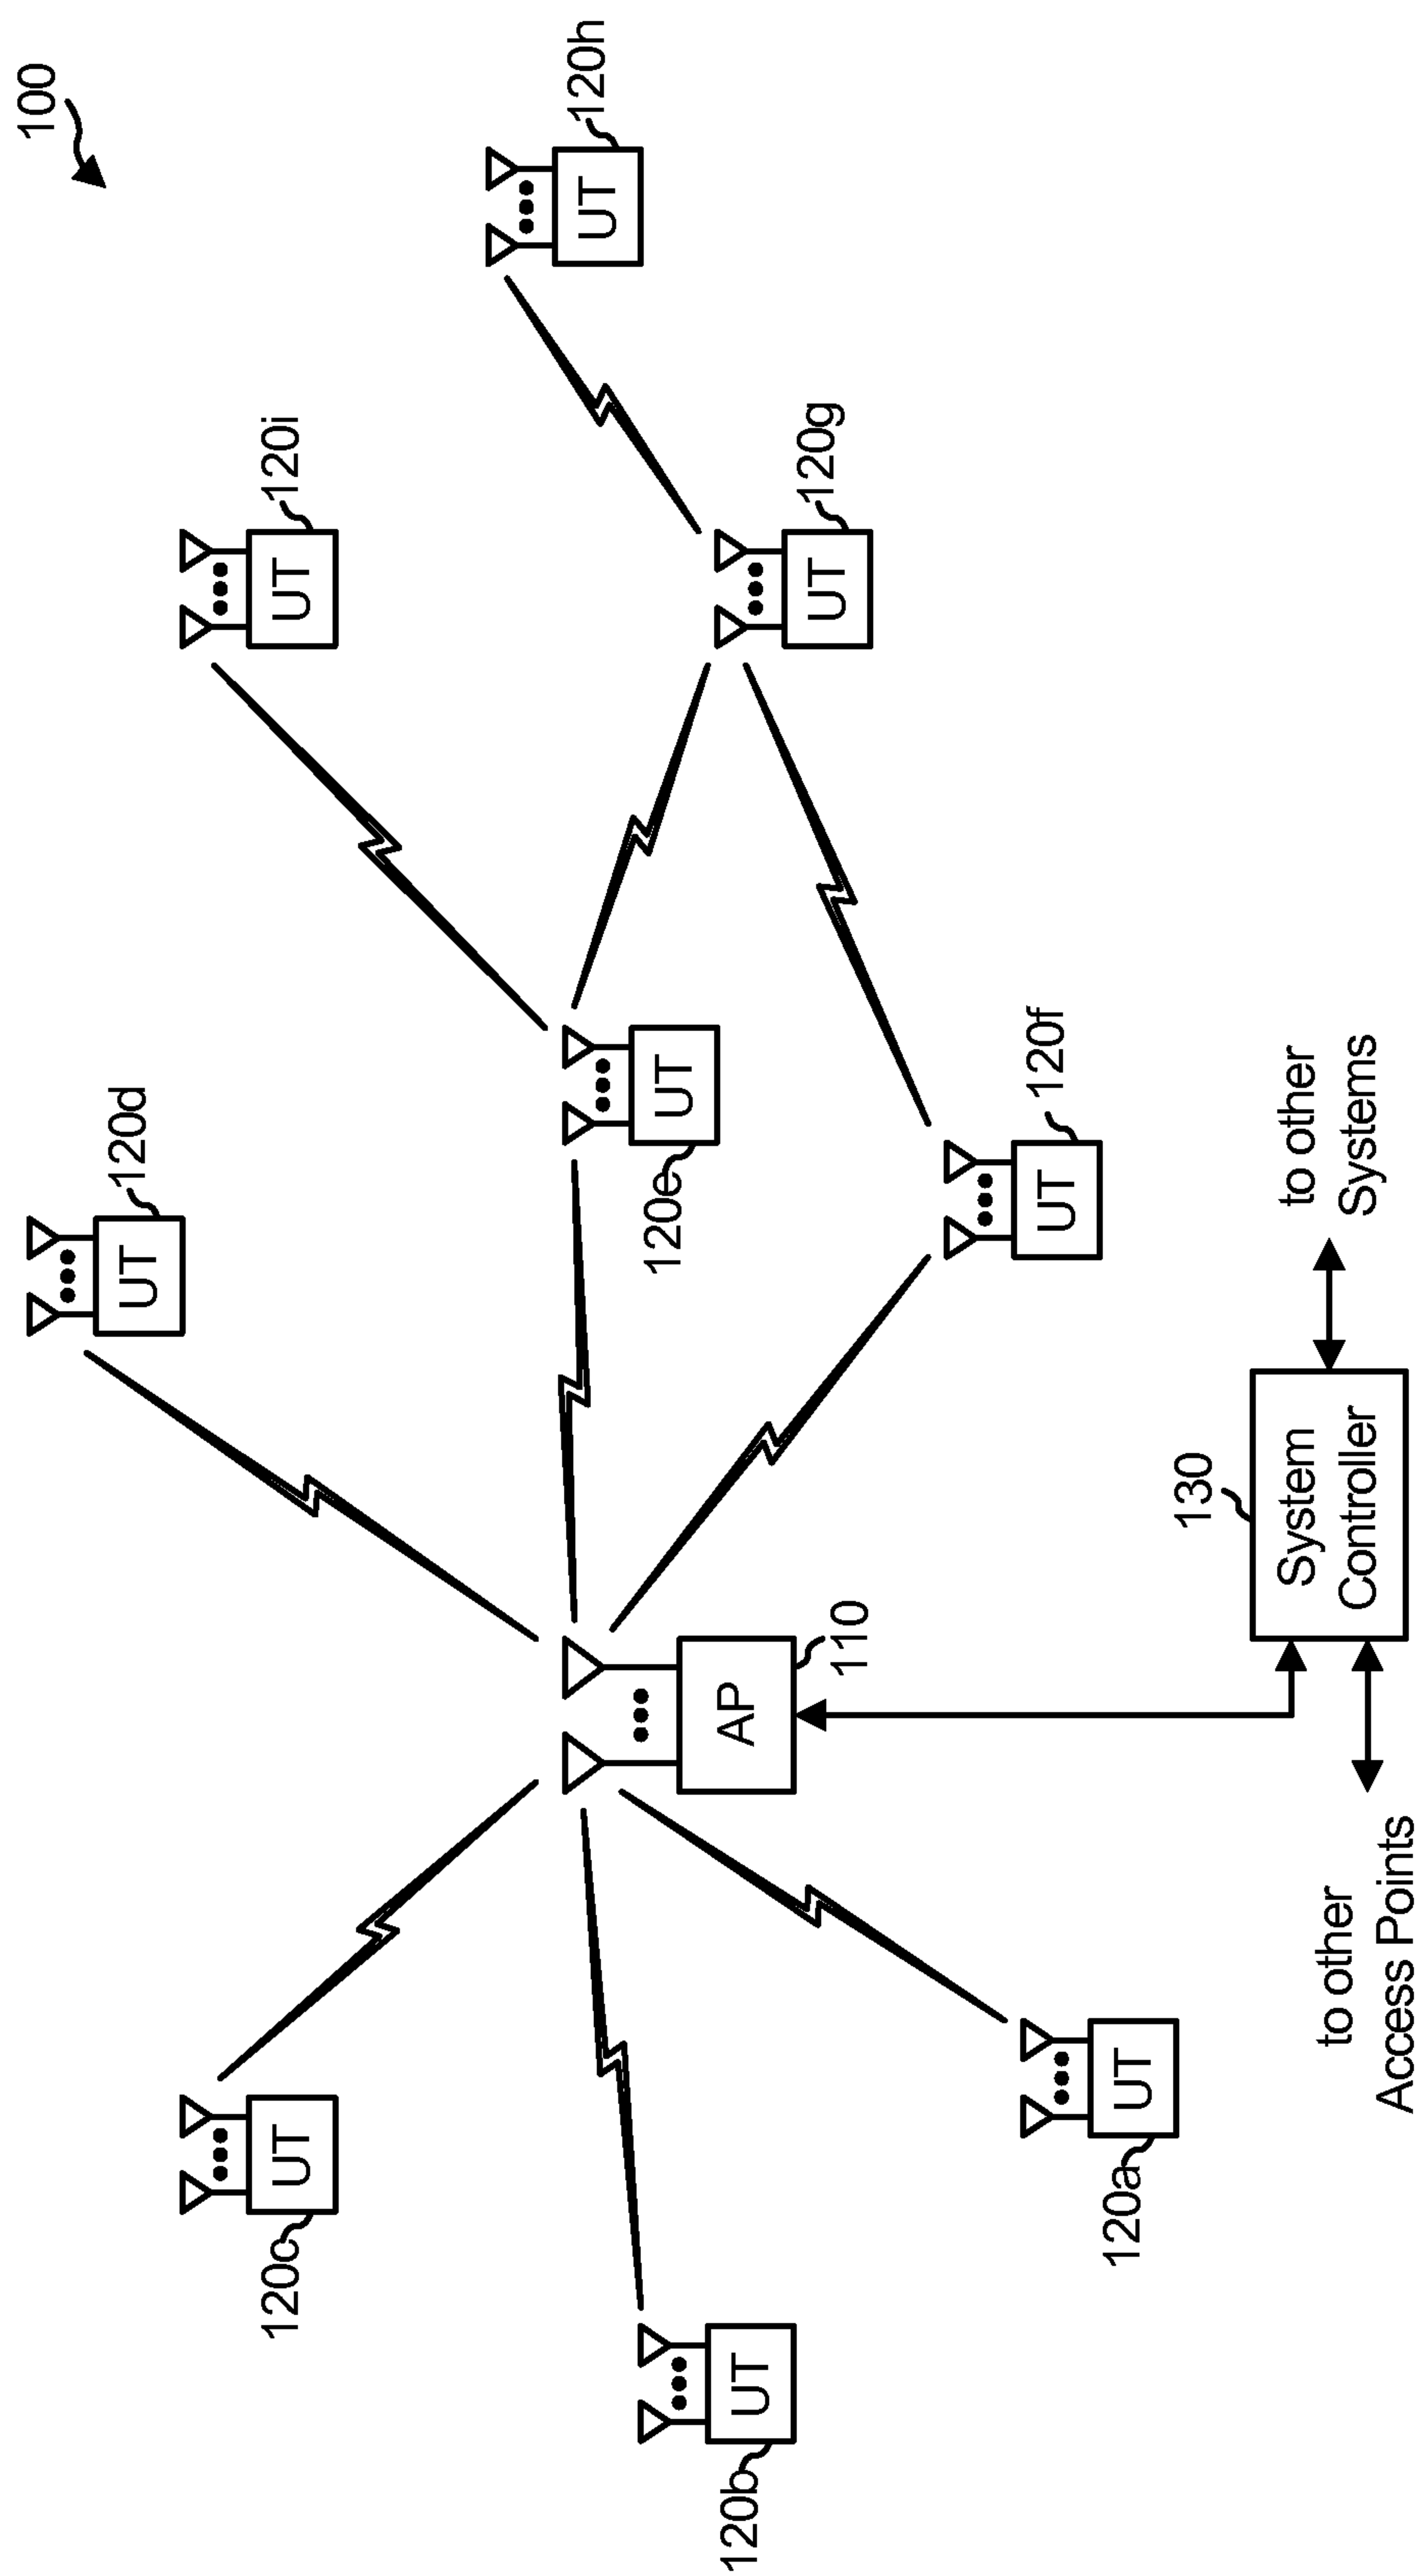 100
120d
UT
120i
UT
120h
UT
120c
UT
120e
UT
120g
UT
120b
UT
AP
110
120f
UT
120a
UT
130
System
Controller
to other
Systems
to other
Access Points